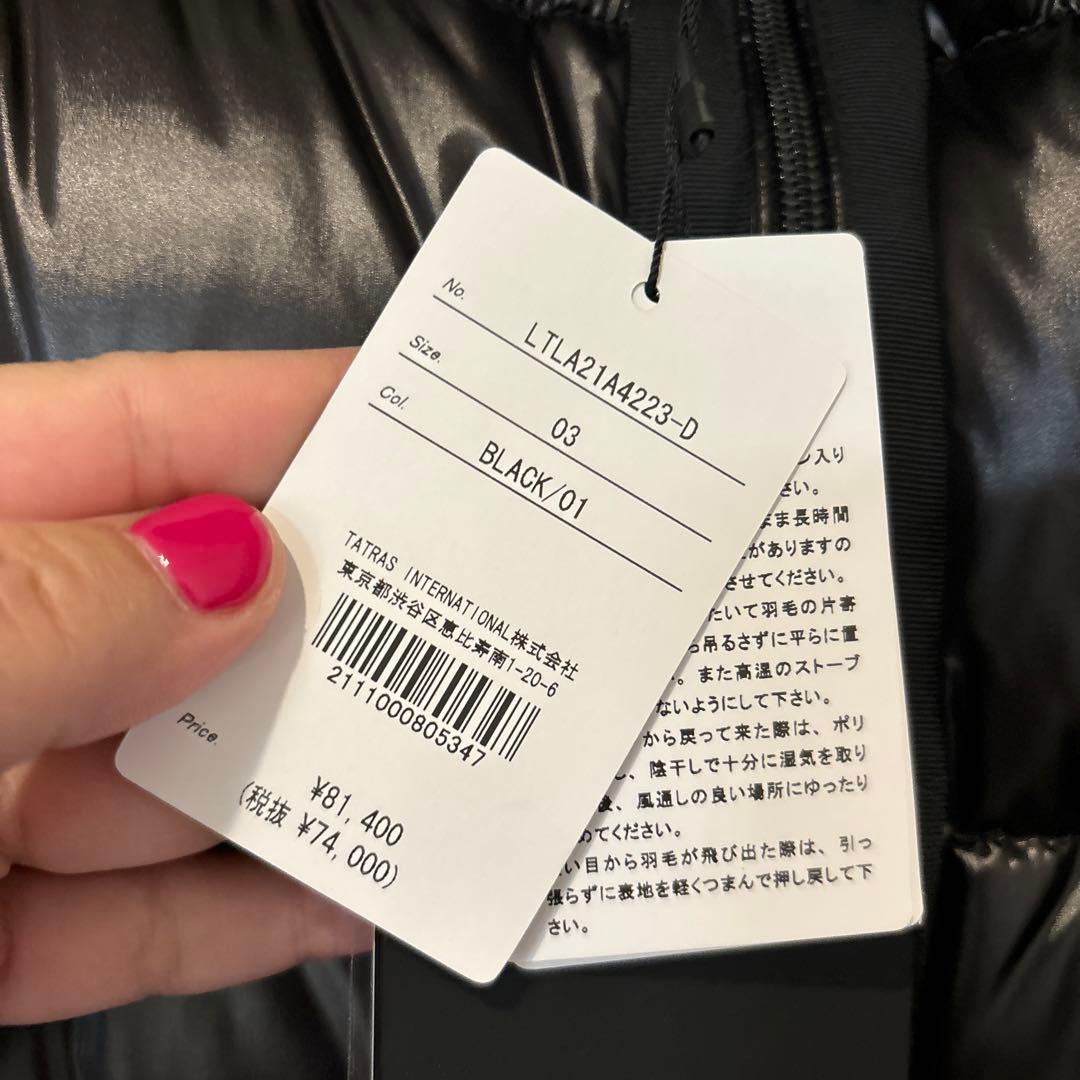 No.
LTLA21A4223-D
Size.
03
Col.
BLACK/01
TATRAS INTERNATIONAL株式会社
東京都渋谷区恵比寿南1-20-6
2111000805347
Price.
¥81,400
(税抜 ¥74,000)
入り
さい。
まま長時間
がありますの
させてください。
たいて羽毛の片寄
吊るさずに平らに置
。また高温のストーブ
ないようにして下さい。
から戻って来た際は、ポリ
、陰干しで十分に湿気を取り
後、風通しの良い場所にゆったり
めてください。
い目から羽毛が飛び出た際は、引っ
張らずに表地を軽くつまんで押し戻して下
さい。